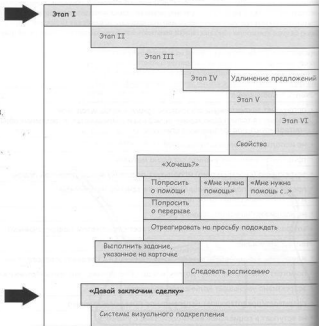 Этап I
Этап II
Этап III
Этап IV
Удлинение предложений
Этап V
Этап VI
Свойства
«Хочешь?»
Попросить
о помощи
«Мне нужна
помощь»
«Мне нужна
помощь с..»
Попросить
о перерыве
Отреагировать на просьбу подождать
Выполнить задание,
указанное на карточке
Следовать расписанию
«Давай заключим сделку»
Система визуального подкрепления